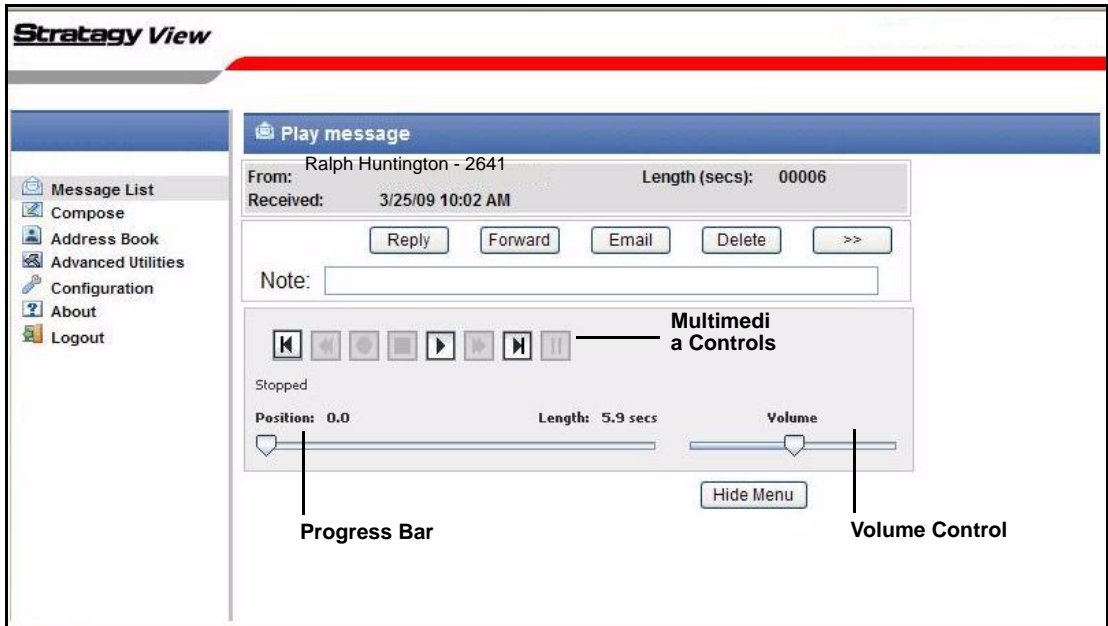 Stratagy View
Play message
Message List
Compose
Address Book
Advanced Utilities
Configuration
About
Logout
From: Ralph Huntington - 2641 Length (secs): 00006
Received: 3/25/09 10:02 AM
Reply Forward Email Delete >>
Note:
Multimedi
a Controls
Stopped
Position: 0.0 Length: 5.9 secs Volume
Hide Menu
Progress Bar
Volume Control